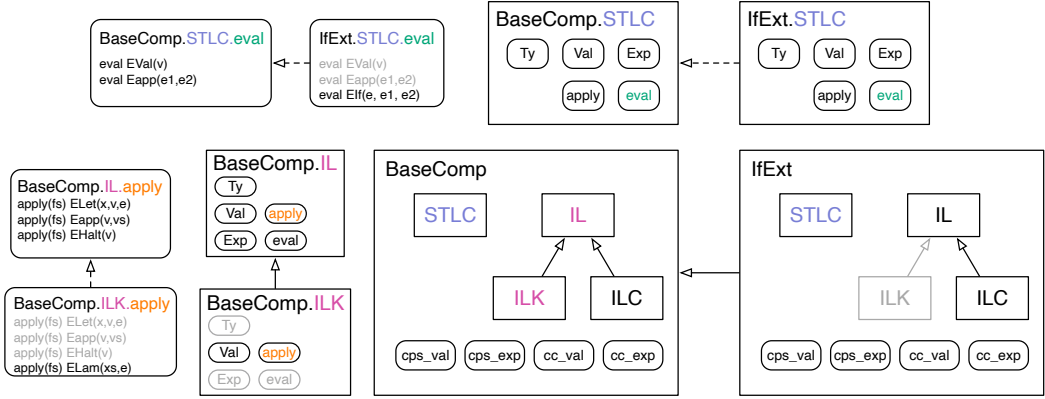 BaseComp.STLC.eval
eval EVal(v)
eval Eapp(e1,e2)
IfExt.STLC.eval
eval EVal(v)
eval Eapp(e1,e2)
eval EIf(e, e1, e2)
BaseComp.STLC
Ty Val Exp
apply eval
IfExt.STLC
Ty Val Exp
apply eval
BaseComp.IL.apply
apply(fs) ELet(x,v,e)
apply(fs) Eapp(v,vs)
apply(fs) EHalt(v)
BaseComp.ILK.apply
apply(fs) ELet(x,v,e)
apply(fs) Eapp(v,vs)
apply(fs) EHalt(v)
apply(fs) ELam(xs,e)
BaseComp.IL
Ty
Val apply
Exp eval
BaseComp.ILK
Ty
Val apply
Exp eval
BaseComp
STLC IL
ILK ILC
cps_val cps_exp cc_val cc_exp
IfExt
STLC IL
ILK ILC
cps_val cps_exp cc_val cc_exp